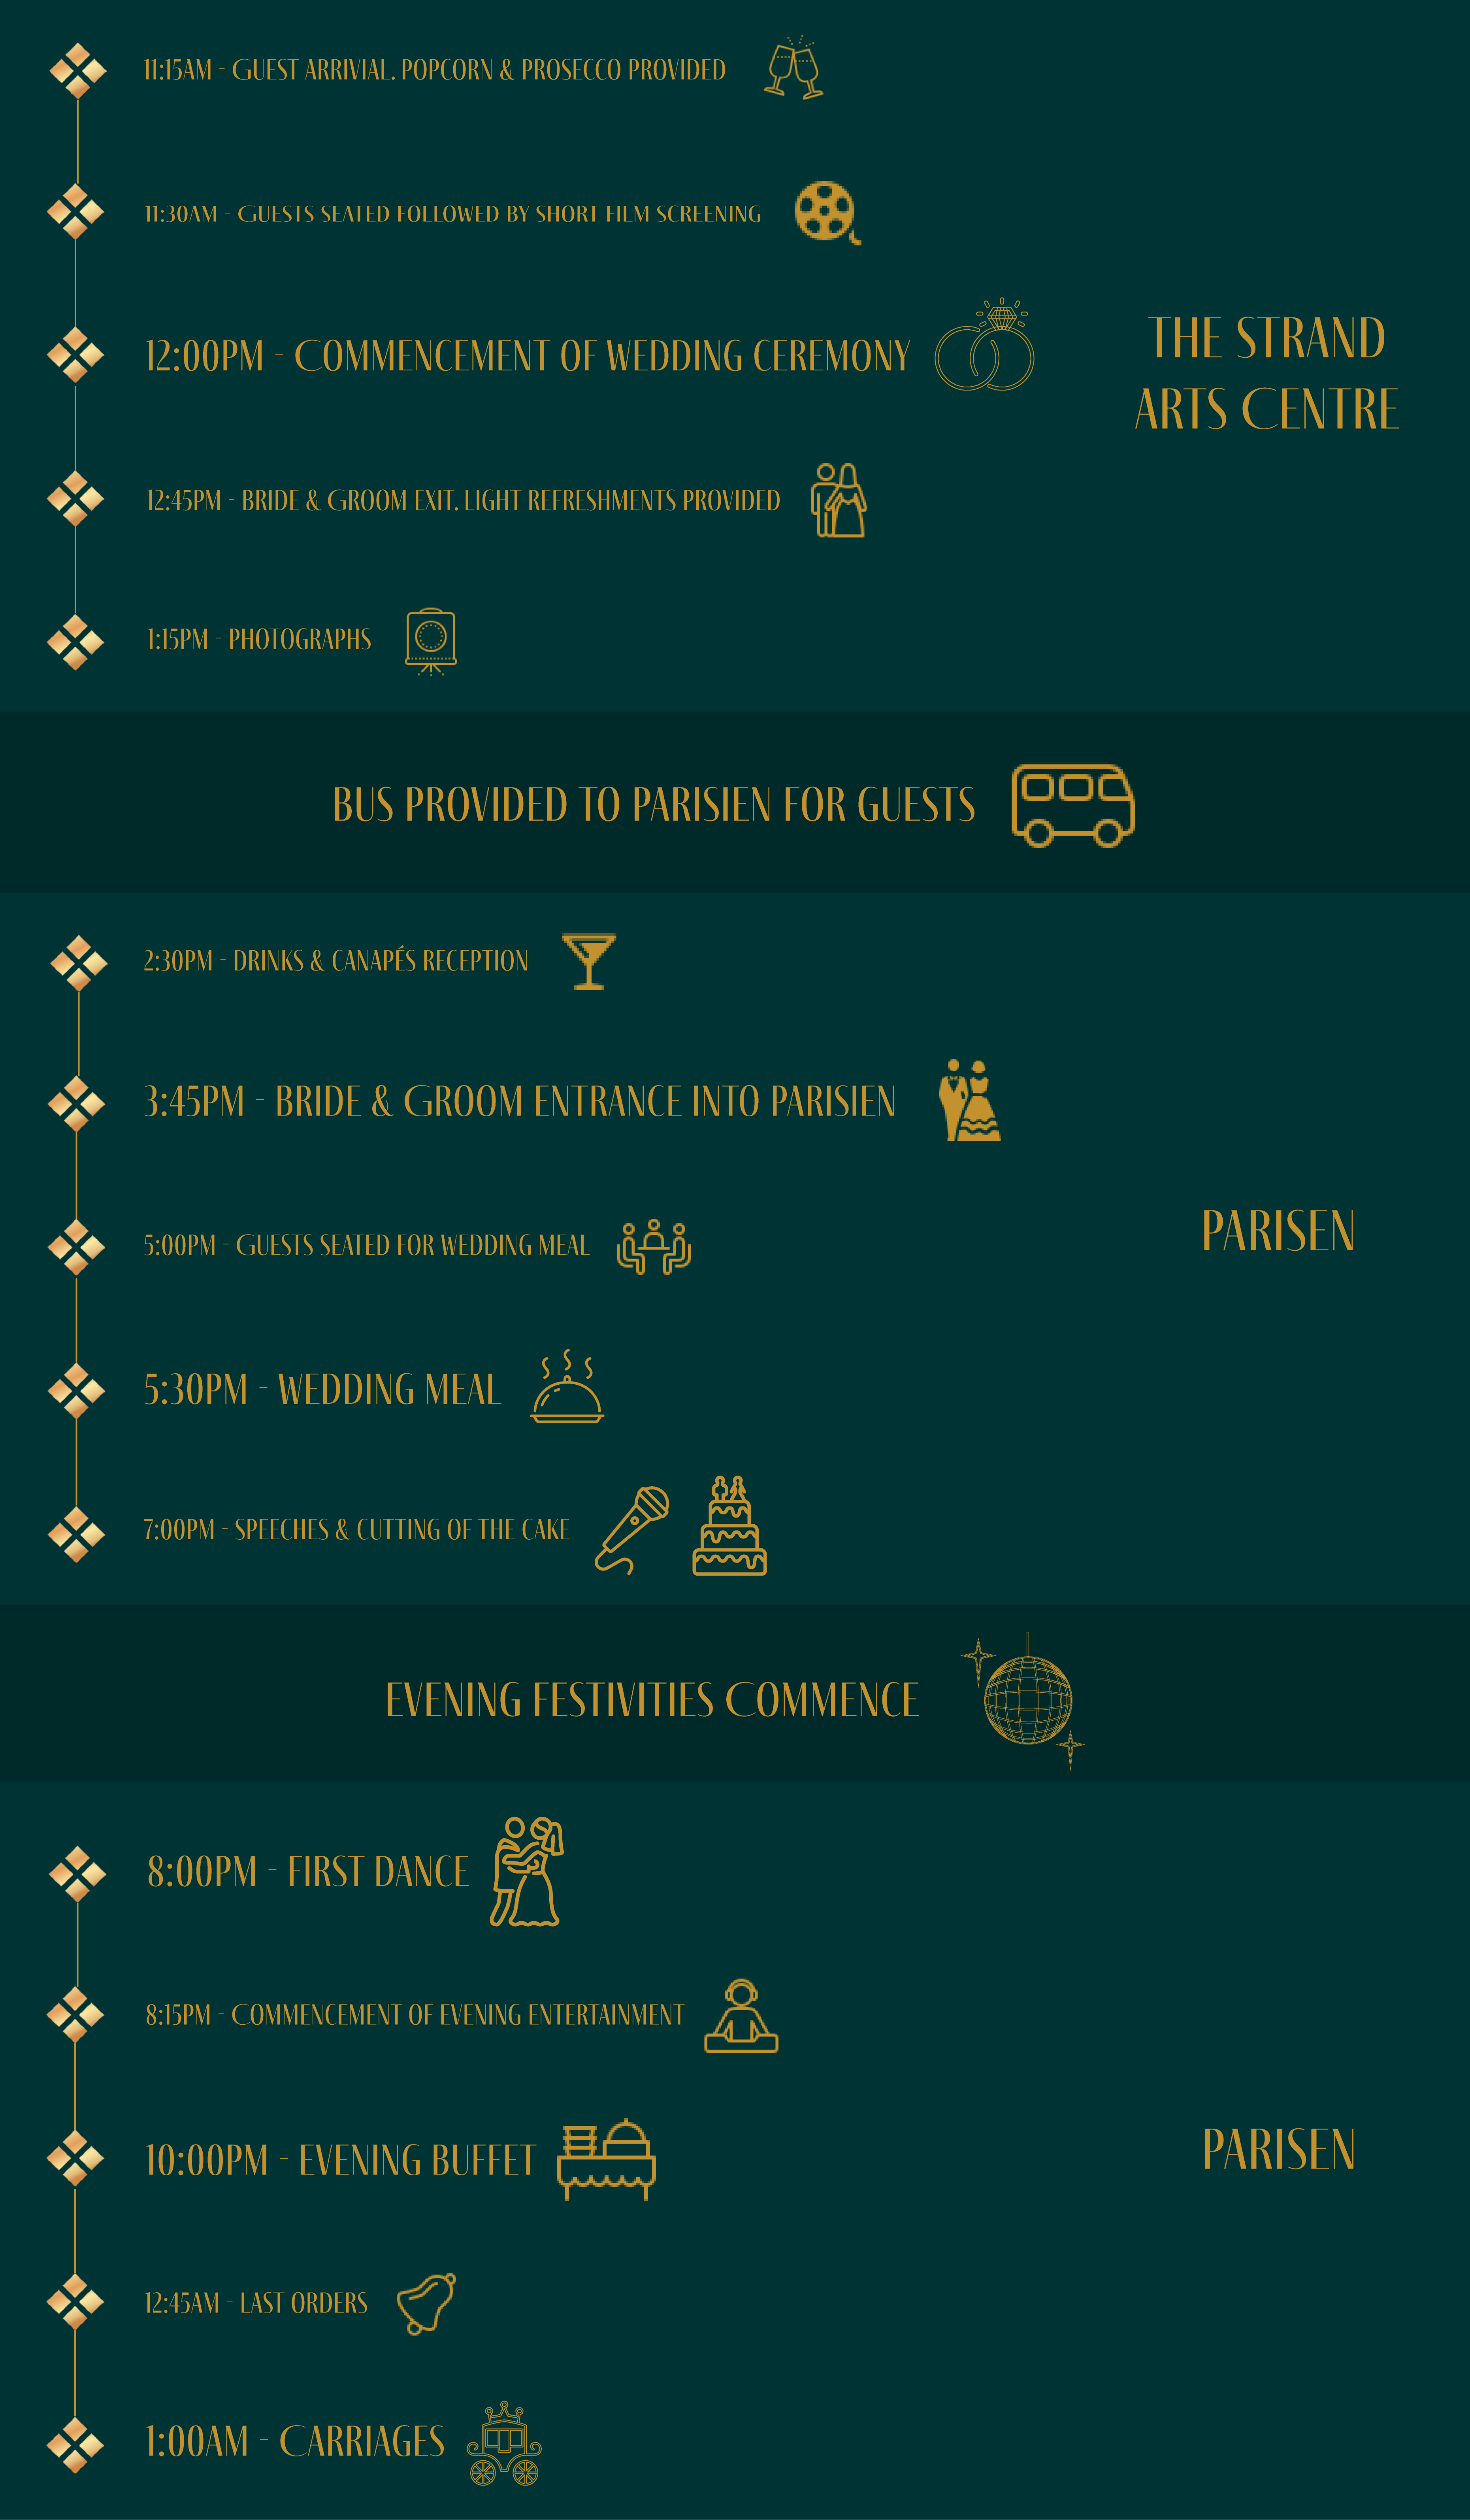 11:15AM - Guest arrivial. Popcorn & Prosecco provided
11:30AM - Guests seated followed by short film screening
12:00PM - Commencement of wedding ceremony
The Strand
Arts Centre
12:45PM - Bride & Groom exit. Light refreshments provided
1:15PM - Photographs
Bus provided to Parisien for guests
2:30PM - Drinks & Canapés reception
3:45PM - Bride & Groom entrance into Parisien
Parisen
5:00PM - Guests seated for wedding meal
5:30PM - Wedding meal
7:00PM - Speeches & cutting of the cake
Evening Festivities Commence
8:00PM - First dance
8:15PM - Commencement of evening entertainment
10:00PM - Evening buffet
Parisen
12:45AM - Last orders
1:00AM - Carriages